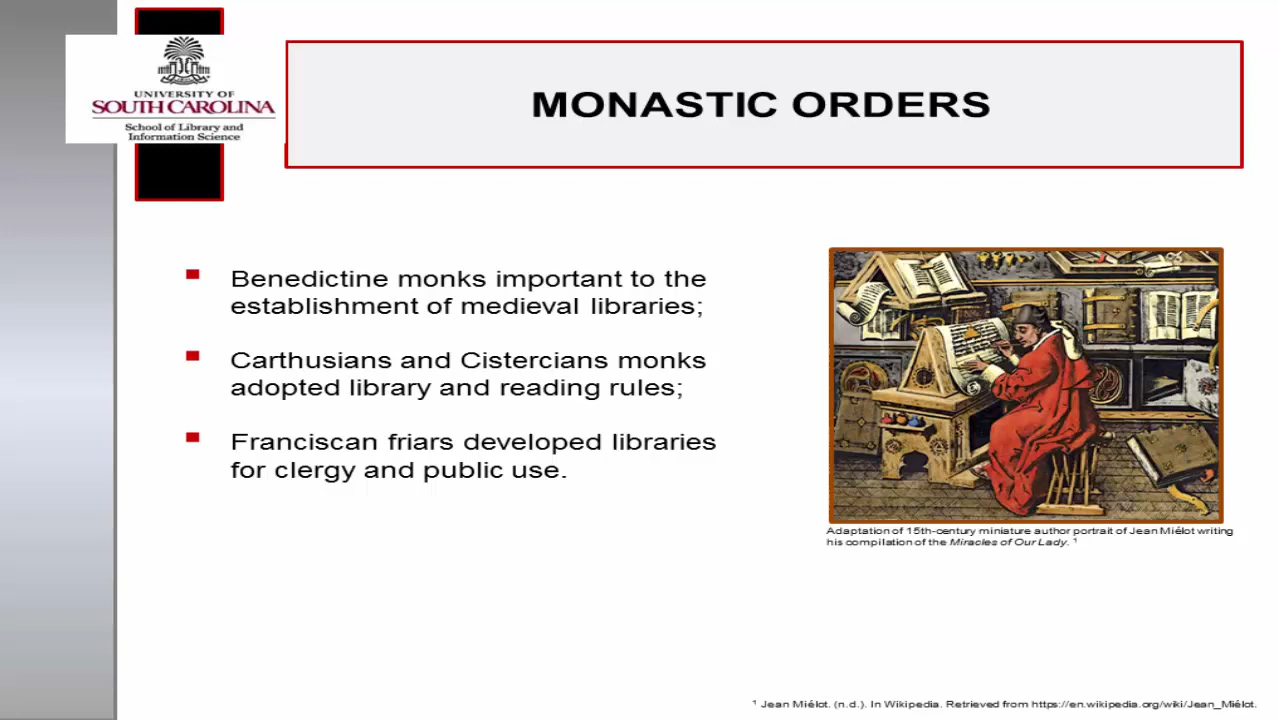 UNIVERSITY OF
SOUTH CAROLINA
School of Library and
Information Science
MONASTIC ORDERS
Benedictine monks important to the
establishment of medieval libraries;
Carthusians and Cistercians monks
adopted library and reading rules;
Franciscan friars developed libraries
for clergy and public use.
Adaptation of 15th-century miniature author portrait of Jean Miélot writing
his compilation of the Miracles of Our Lady. ¹
¹ Jean Miélot. (n.d.). In Wikipedia. Retrieved from https://en.wikipedia.org/wiki/Jean_Miélot.